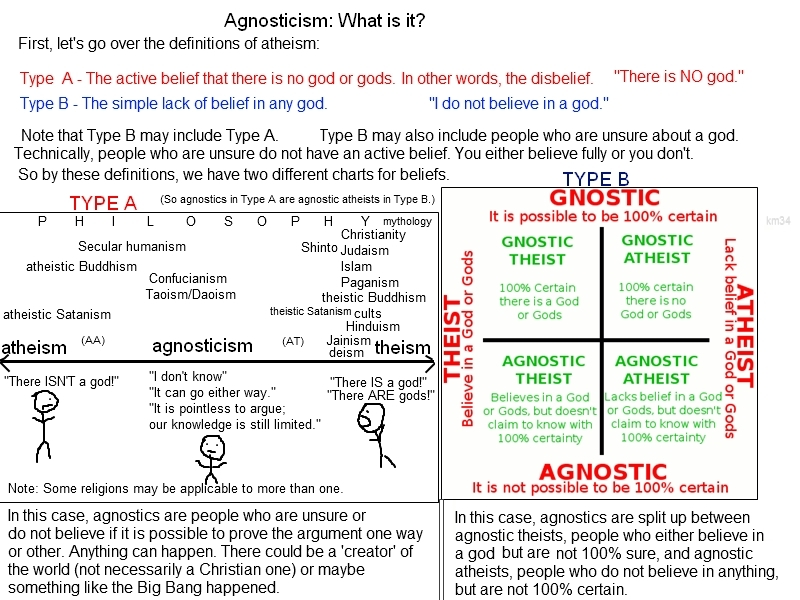 Agnosticism: What is it?
First, let's go over the definitions of atheism:
Type A - The active belief that there is no god or gods. In other words, the disbelief. "There is NO god."
Type B - The simple lack of belief in any god. "I do not believe in a god."
Note that Type B may include Type A. Type B may also include people who are unsure about a god.
Technically, people who are unsure do not have an active belief. You either believe fully or you don't.
So by these definitions, we have two different charts for beliefs.
TYPE A (So agnostics in Type A are agnostic atheists in Type B.)
P H I L O S O P H Y mythology
Christianity
Secular humanism
Shinto
Judaism
atheistic Buddhism
Islam
Confucianism
Paganism
Taoism/Daoism
theistic Buddhism
atheistic Satanism
theistic Satanism
cults
Hinduism
Jainism
deism
atheism (AA) agnosticism (AT) theism
"There ISN'T a god!"
"I don't know"
"It can go either way."
"It is pointless to argue;
our knowledge is still limited."
"There IS a god!"
"There ARE gods!"
Note: Some religions may be applicable to more than one.
In this case, agnostics are people who are unsure or
do not believe if it is possible to prove the argument one way
or other. Anything can happen. There could be a 'creator' of
the world (not necessarily a Christian one) or maybe
something like the Big Bang happened.
TYPE B
GNOSTIC
It is possible to be 100% certain
km34
THEIST
Believe in a God or Gods
GNOSTIC
THEIST
100% Certain
there is a God
or Gods
GNOSTIC
ATHEIST
100% certain
there is no
God or Gods
ATHEIST
Lack belief in a God or Gods
AGNOSTIC
THEIST
Believes in a God
or Gods, but doesn't
claim to know with
100% certainty
AGNOSTIC
ATHEIST
Lacks belief in a God
or Gods, but doesn't
claim to know with
100% certainty
AGNOSTIC
It is not possible to be 100% certain
In this case, agnostics are split up between
agnostic theists, people who either believe in
a god but are not 100% sure, and agnostic
atheists, people who do not believe in anything,
but are not 100% certain.